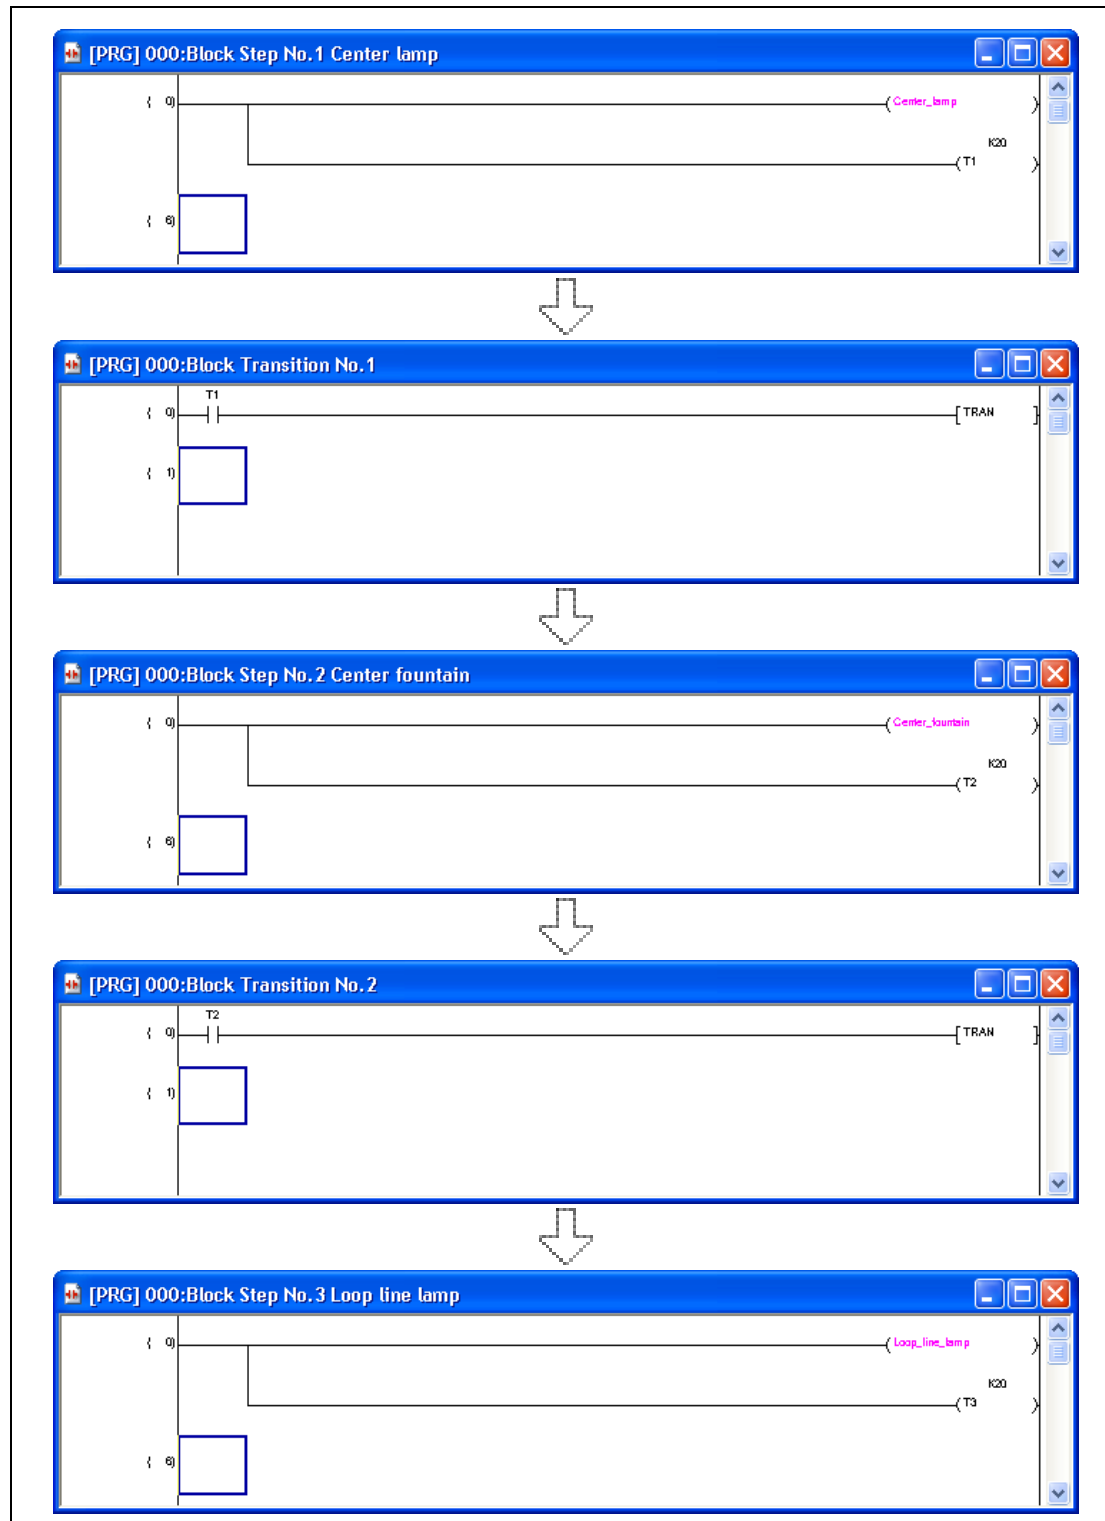 [PRG] 000:Block Step No.1 Center lamp
( 0) Center_lamp
K20
T1
( 6)
[PRG] 000:Block Transition No.1
T1
( 0) [ TRAN ]
( 1)
[PRG] 000:Block Step No.2 Center fountain
( 0) Center_fountain
K20
T2
( 6)
[PRG] 000:Block Transition No.2
T2
( 0) [ TRAN ]
( 1)
[PRG] 000:Block Step No.3 Loop line lamp
( 0) Loop_line_lamp
K20
T3
( 6)